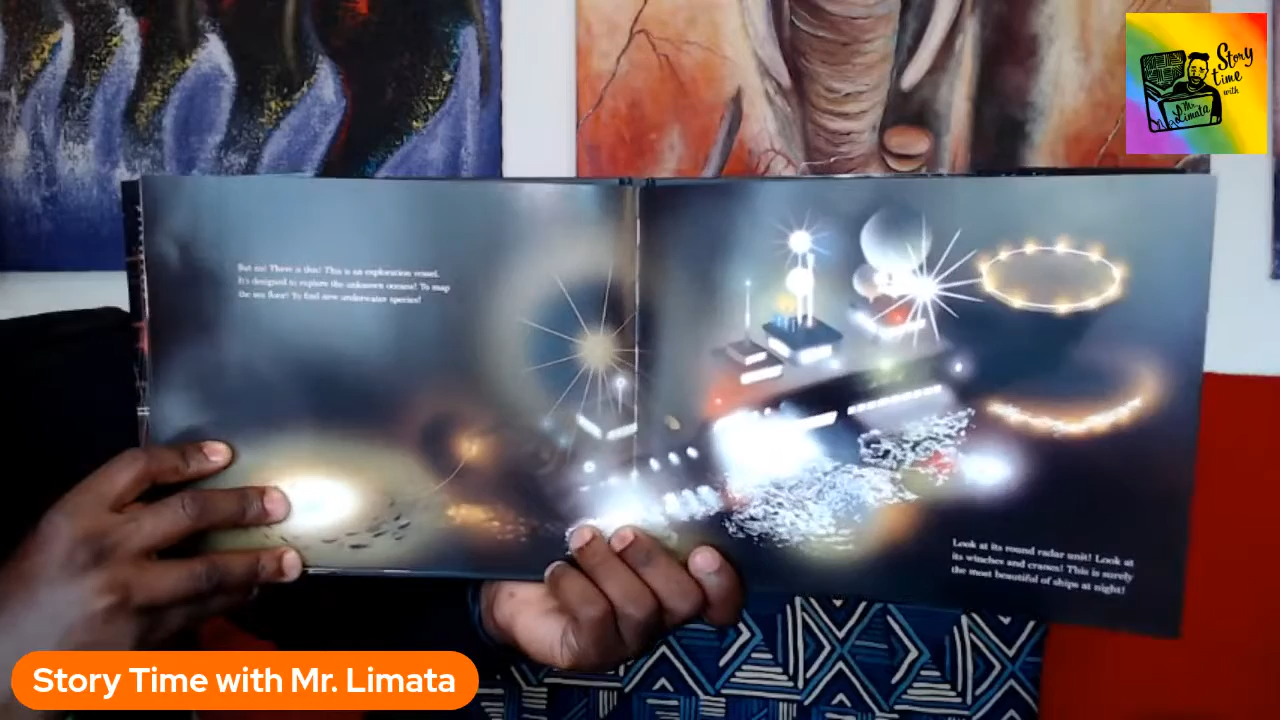 Story
time
with
Mr.
Limata
But no! There is this! This is an exploration vessel.
It's designed to explore the unknown oceans! To map
the sea floor! To find new underwater species!
Look at its round radar unit! Look at
its winches and cranes! This is surely
the most beautiful of ships at night!
Story Time with Mr. Limata